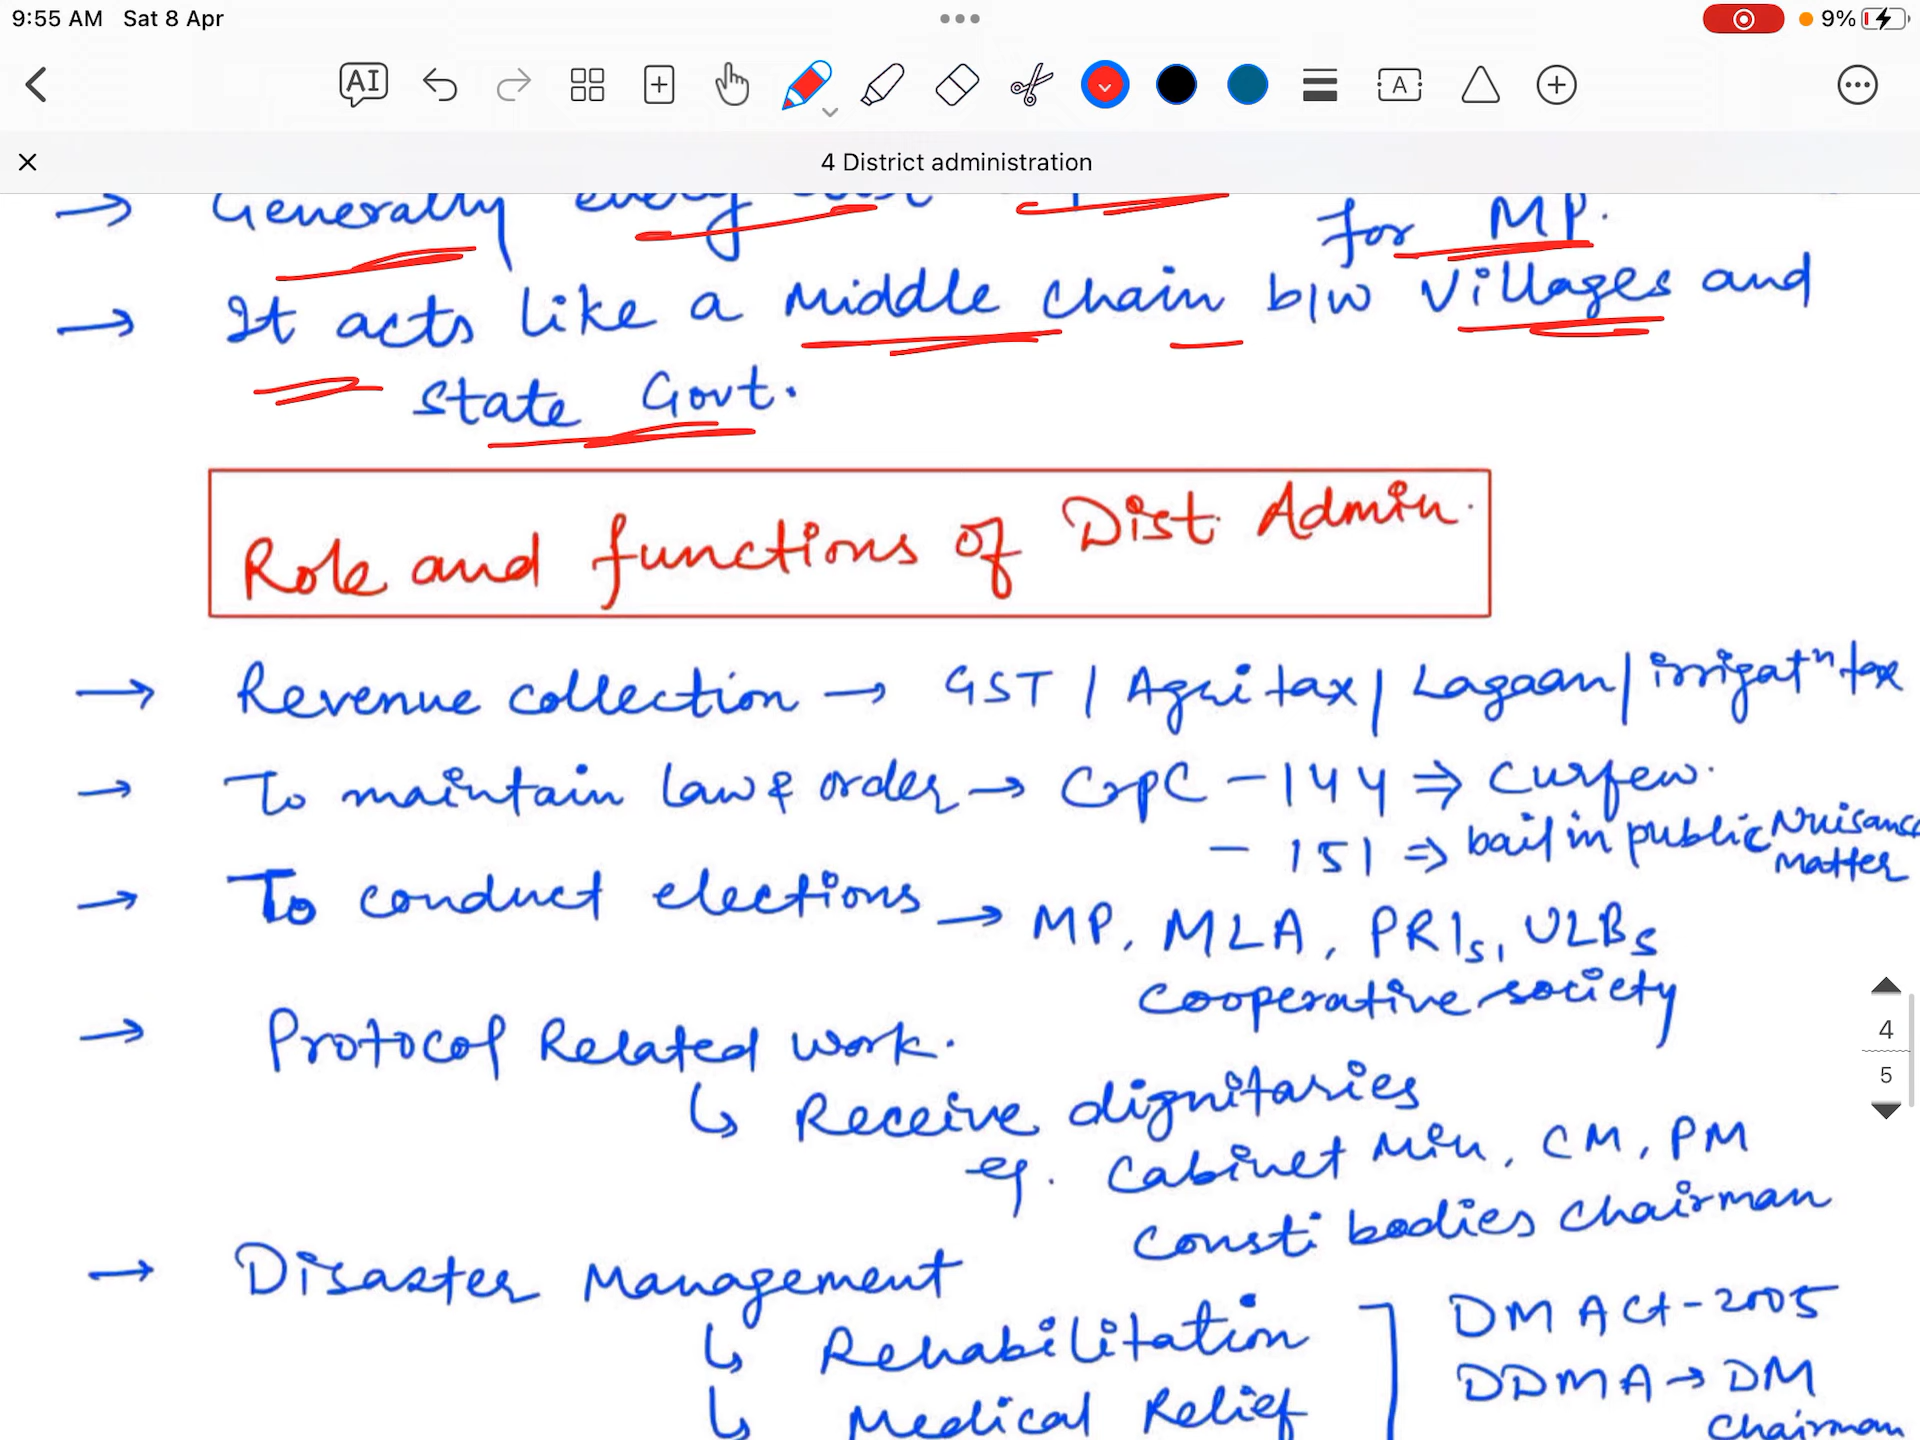 9:55 AM Sat 8 Apr
9%
AI
A
4 District administration
→ Generally every
for MP.
→ It acts like a middle chain b/w villages and
state Govt.
Role and functions of Dist. Admin.
→ Revenue collection → GST / Agri tax / Lagaan / irrigatn tax
→ To maintain law & order → CrPC - 144 ⇒ Curfew.
- 151 ⇒ bail in public Nuisance
matter
→ To conduct elections → MP, MLA, PRIs, ULBs
cooperative society
→ Protocol Related work.
↳ Receive dignitaries
eg. Cabinet Min, CM, PM
Consti bodies chairman
→ Disaster Management
↳ Rehabilitation
DM Act - 2005
↳ Medical Relief
DDMA → DM
Chairman
4
5